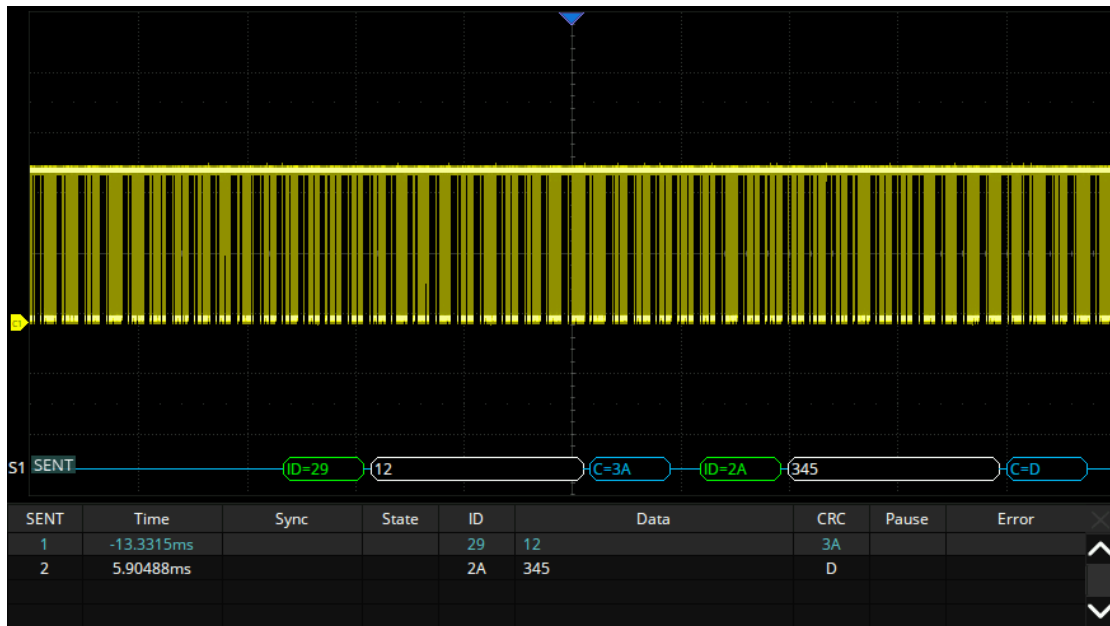 C1
S1 SENT ID=29 12 C=3A ID=2A 345 C=D
SENT Time Sync State ID Data CRC Pause Error
1 -13.3315ms 29 12 3A
2 5.90488ms 2A 345 D